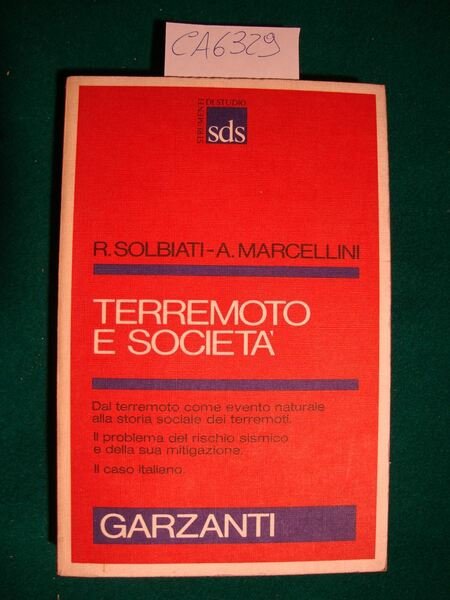 CA6329
STRUMENTI
DI STUDIO
sds
R. SOLBIATI-A. MARCELLINI
TERREMOTO
E SOCIETA'
Dal terremoto come evento naturale
alla storia sociale dei terremoti.
Il problema del rischio sismico
e della sua mitigazione.
Il caso italiano.
GARZANTI